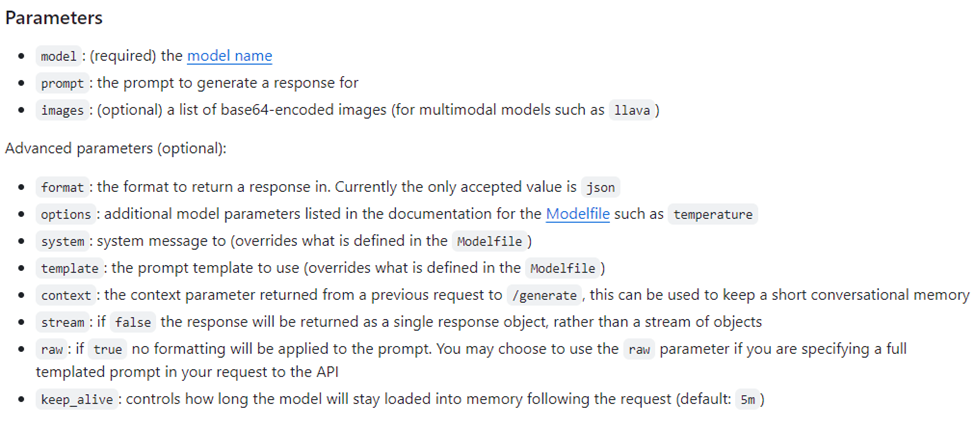 Parameters
• model : (required) the model name
• prompt : the prompt to generate a response for
• images : (optional) a list of base64-encoded images (for multimodal models such as llava )
Advanced parameters (optional):
• format : the format to return a response in. Currently the only accepted value is json
• options : additional model parameters listed in the documentation for the Modelfile such as temperature
• system : system message to (overrides what is defined in the Modelfile )
• template : the prompt template to use (overrides what is defined in the Modelfile )
• context : the context parameter returned from a previous request to /generate , this can be used to keep a short conversational memory
• stream : if false the response will be returned as a single response object, rather than a stream of objects
• raw : if true no formatting will be applied to the prompt. You may choose to use the raw parameter if you are specifying a full
templated prompt in your request to the API
• keep_alive : controls how long the model will stay loaded into memory following the request (default: 5m )